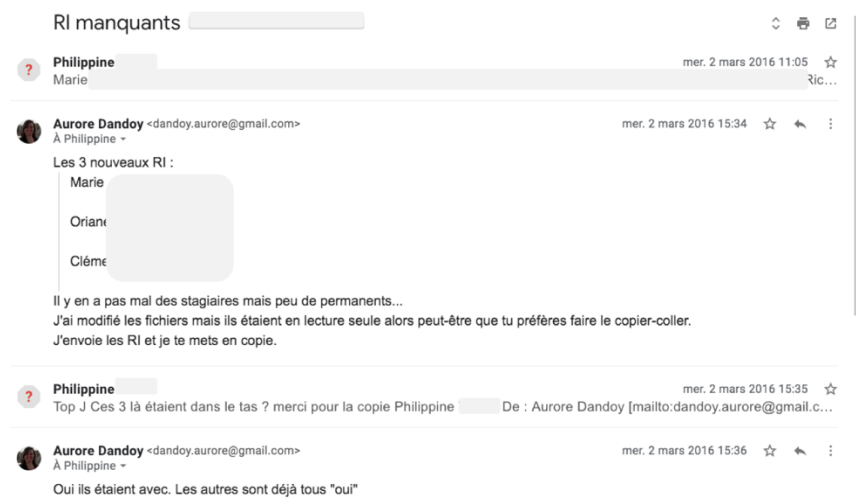 RI manquants
Philippine
mer. 2 mars 2016 11:05
Marie
Ric...
Aurore Dandoy <dandoy.aurore@gmail.com>
mer. 2 mars 2016 15:34
À Philippine
Les 3 nouveaux RI :
Marie
Oriane
Cléme
Il y en a pas mal des stagiaires mais peu de permanents...
J'ai modifié les fichiers mais ils étaient en lecture seule alors peut-être que tu préfères faire le copier-coller.
J'envoie les RI et je te mets en copie.
Philippine
mer. 2 mars 2016 15:35
Top J Ces 3 là étaient dans le tas ? merci pour la copie Philippine De : Aurore Dandoy [mailto:dandoy.aurore@gmail.c...
Aurore Dandoy <dandoy.aurore@gmail.com>
mer. 2 mars 2016 15:36
À Philippine
Oui ils étaient avec. Les autres sont déjà tous "oui"